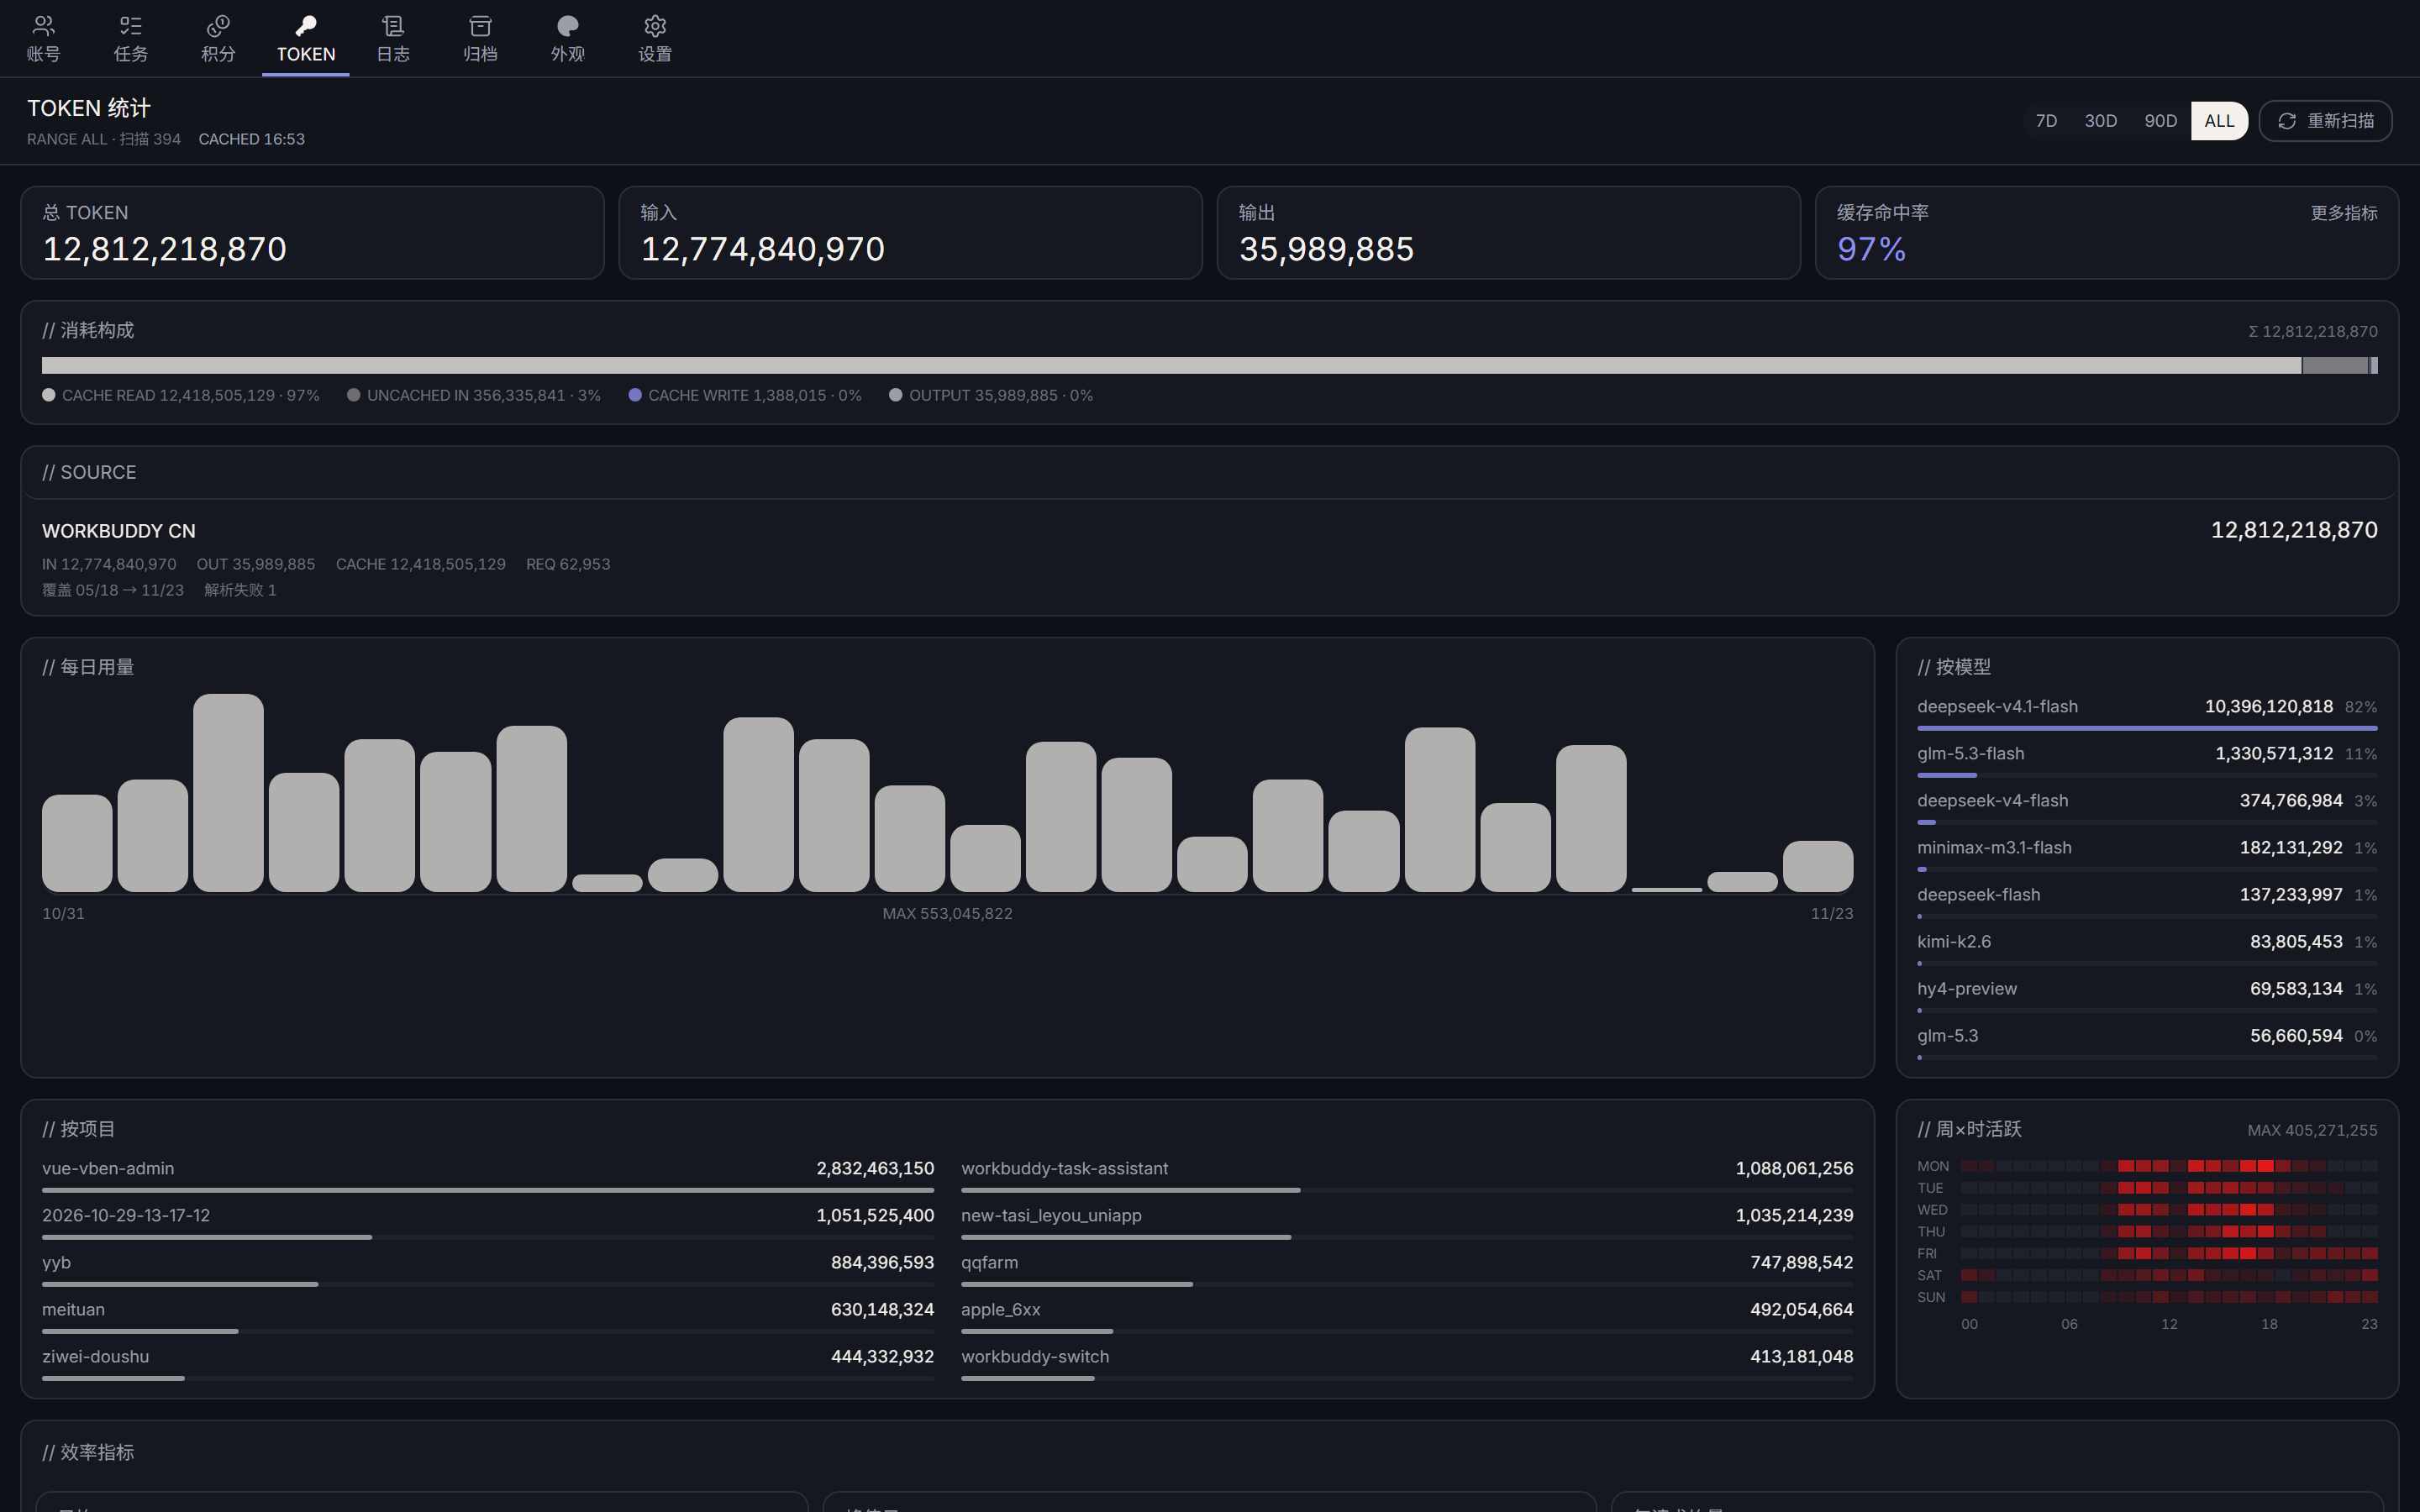 账号 任务 积分 TOKEN 日志 归档 外观 设置
TOKEN 统计
RANGE ALL · 扫描 394 CACHED 16:53
7D 30D 90D ALL 重新扫描
总 TOKEN
12,812,218,870
输入
12,774,840,970
输出
35,989,885
缓存命中率 更多指标
97%
// 消耗构成 Σ 12,812,218,870
CACHE READ 12,418,505,129 · 97% UNCACHED IN 356,335,841 · 3% CACHE WRITE 1,388,015 · 0% OUTPUT 35,989,885 · 0%
// SOURCE
WORKBUDDY CN 12,812,218,870
IN 12,774,840,970 OUT 35,989,885 CACHE 12,418,505,129 REQ 62,953
覆盖 05/18 → 11/23 解析失败 1
// 每日用量
10/31 MAX 553,045,822 11/23
// 按模型
deepseek-v4.1-flash 10,396,120,818 82%
glm-5.3-flash 1,330,571,312 11%
deepseek-v4-flash 374,766,984 3%
minimax-m3.1-flash 182,131,292 1%
deepseek-flash 137,233,997 1%
kimi-k2.6 83,805,453 1%
hy4-preview 69,583,134 1%
glm-5.3 56,660,594 0%
// 按项目
vue-vben-admin 2,832,463,150 workbuddy-task-assistant 1,088,061,256
2026-10-29-13-17-12 1,051,525,400 new-tasi_leyou_uniapp 1,035,214,239
yyb 884,396,593 qqfarm 747,898,542
meituan 630,148,324 apple_6xx 492,054,664
ziwei-doushu 444,332,932 workbuddy-switch 413,181,048
// 周×时活跃 MAX 405,271,255
MON
TUE
WED
THU
FRI
SAT
SUN
00 06 12 18 23
// 效率指标